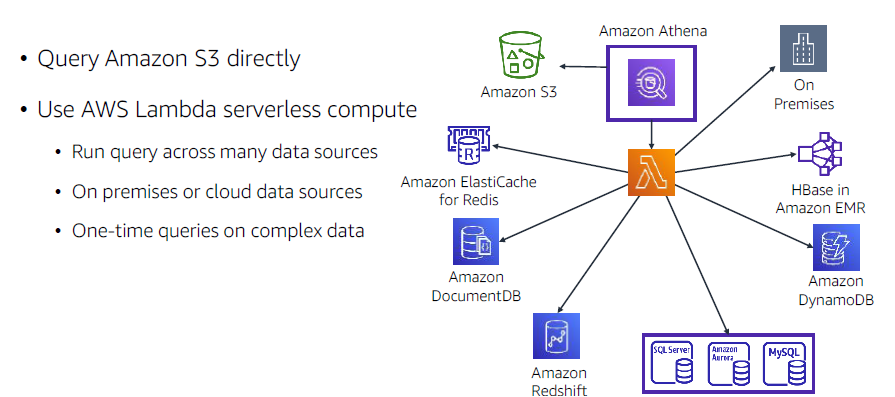 Query Amazon S3 directly
Use AWS Lambda serverless compute
Run query across many data sources
On premises or cloud data sources
One-time queries on complex data
Amazon Athena
Amazon S3
On
Premises
R
Amazon ElastiCache
for Redis
HBase in
Amazon EMR
Amazon
DocumentDB
Amazon
DynamoDB
Amazon
Redshift
SQL Server
Amazon
Aurora
MySQL